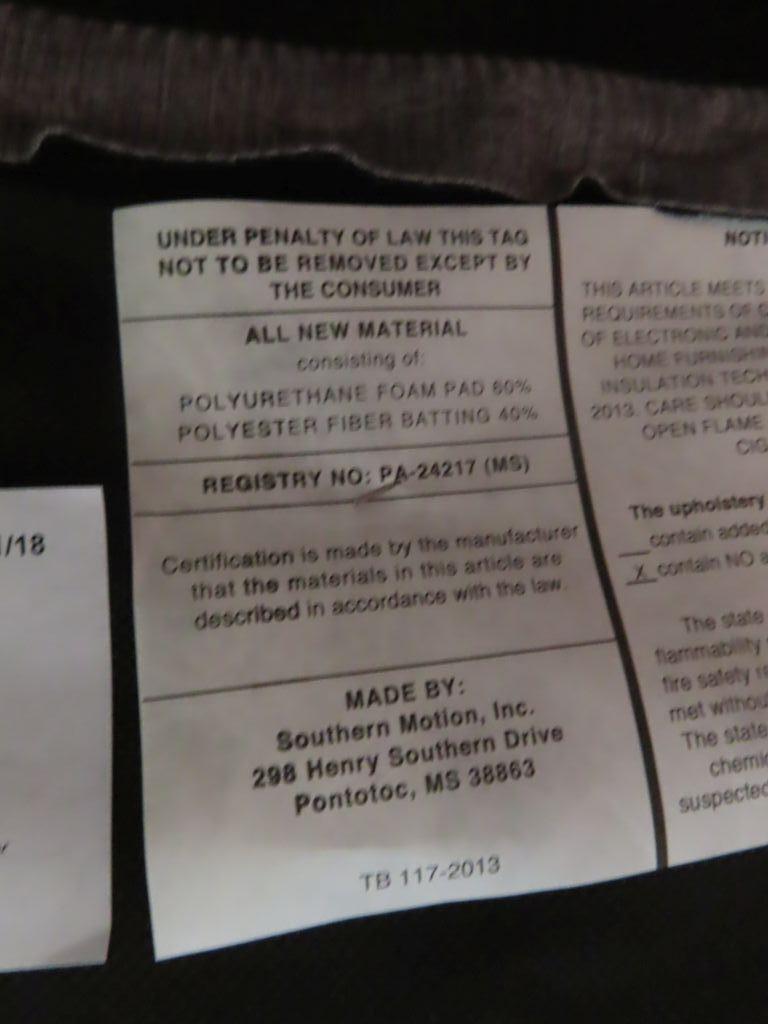 UNDER PENALTY OF LAW THIS TAG
NOT TO BE REMOVED EXCEPT BY
THE CONSUMER
ALL NEW MATERIAL
consisting of:
POLYURETHANE FOAM PAD 60%
POLYESTER FIBER BATTING 40%
REGISTRY NO: PA-24217 (MS)
Certification is made by the manufacturer
that the materials in this article are
described in accordance with the law.
MADE BY:
Southern Motion, Inc.
298 Henry Southern Drive
Pontotoc, MS 38863
TB 117-2013
/18
THIS ARTICLE MEETS
REQUIREMENTS OF
OF ELECTRONIC AND
HOME
INSULATION
2013. CARE
OPEN FLAME
The upholstery
contain added
X contain NO
The state
flammability
fire safety
met
The state
suspected